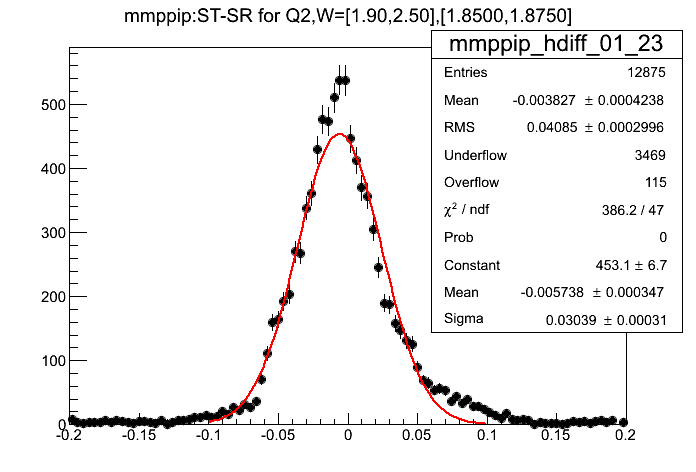 mmppip:ST-SR for Q2,W=[1.90,2.50],[1.8500,1.8750]
mmppip_hdiff_01_23
Entries 12875
Mean -0.003827 ± 0.0004238
RMS 0.04085 ± 0.0002996
Underflow 3469
Overflow 115
χ² / ndf 386.2 / 47
Prob 0
Constant 453.1 ± 6.7
Mean -0.005738 ± 0.000347
Sigma 0.03039 ± 0.00031
500
400
300
200
100
0
-0.2 -0.15 -0.1 -0.05 0 0.05 0.1 0.15 0.2